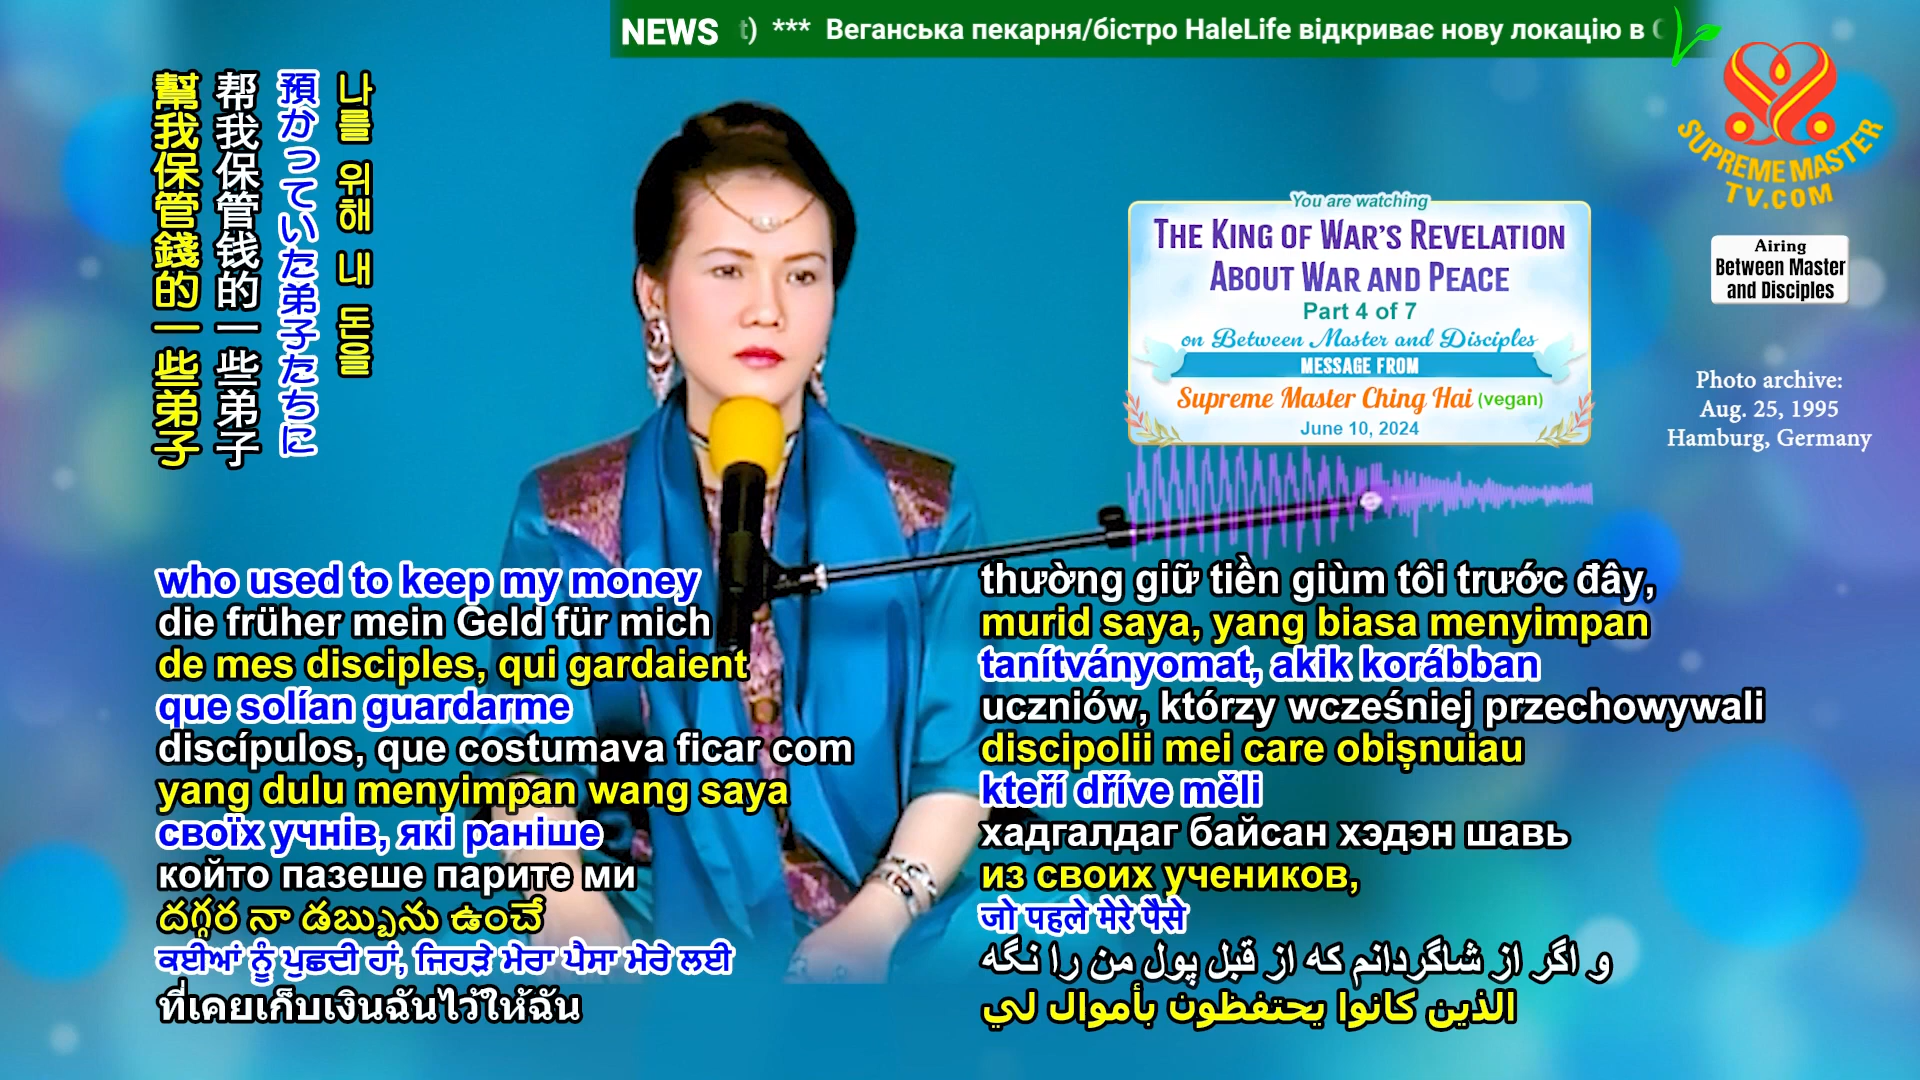 NEWS t) *** Веганська пекарня/бістро HaleLife відкриває нову локацію в
SUPREME MASTER
TV.COM
Airing
Between Master
and Disciples
Photo archive:
Aug. 25, 1995
Hamburg, Germany
You are watching
THE KING OF WAR'S REVELATION
ABOUT WAR AND PEACE
Part 4 of 7
on Between Master and Disciples
MESSAGE FROM
Supreme Master Ching Hai (vegan)
June 10, 2024
나를 위해 내 돈을
預かっていた弟子たちに
帮我保管钱的一些弟子
幫我保管錢的一些弟子
who used to keep my money
die früher mein Geld für mich
de mes disciples, qui gardaient
que solían guardarme
discípulos, que costumava ficar com
yang dulu menyimpan wang saya
своїх учнів, які раніше
който пазеше парите ми
దగ్గర నా డబ్బును ఉంచే
ਕਈਆਂ ਨੂੰ ਪੁਛਦੀ ਹਾਂ, ਜਿਹੜੇ ਮੇਰਾ ਪੈਸਾ ਮੇਰੇ ਲਈ
ที่เคยเก็บเงินฉันไว้ให้ฉัน
thường giữ tiền giùm tôi trước đây,
murid saya, yang biasa menyimpan
tanítványomat, akik korábban
uczniów, którzy wcześniej przechowywali
discipolii mei care obișnuiau
kteří dříve měli
хадгалдаг байсан хэдэн шавь
из своих учеников,
जो पहले मेरे पैसे
و اگر از شاگردانم که از قبل پول من را نگه
الذين كانوا يحتفظون بأموال لي